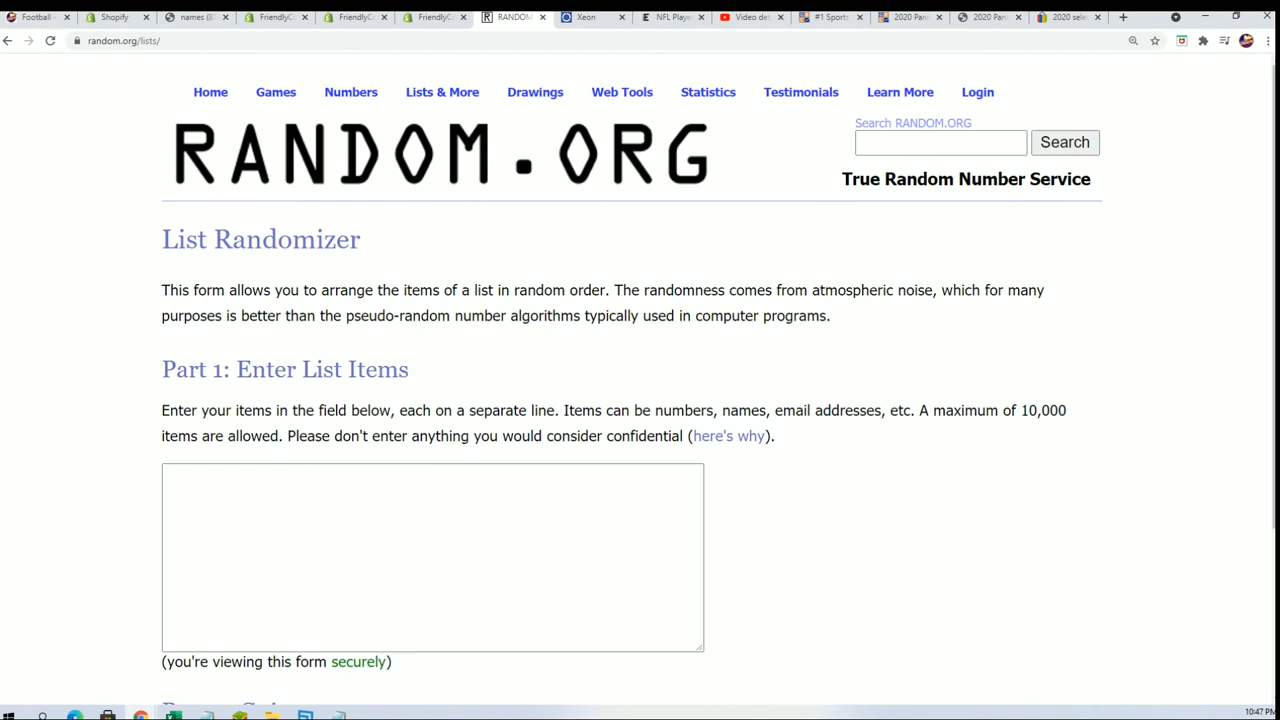 Football -
Shopify
names (B
FriendlyC
FriendlyC
FriendlyC
RANDOM
Xeon
NFL Playe
Video det
#1 Sports
2020 Pani
2020 Pani
2020 sele
random.org/lists/
Home Games Numbers Lists & More Drawings Web Tools Statistics Testimonials Learn More Login
Search RANDOM.ORG
RANDOM.ORG
Search
True Random Number Service
List Randomizer
This form allows you to arrange the items of a list in random order. The randomness comes from atmospheric noise, which for many
purposes is better than the pseudo-random number algorithms typically used in computer programs.
Part 1: Enter List Items
Enter your items in the field below, each on a separate line. Items can be numbers, names, email addresses, etc. A maximum of 10,000
items are allowed. Please don't enter anything you would consider confidential (here's why).
(you're viewing this form securely)
10:47 PM